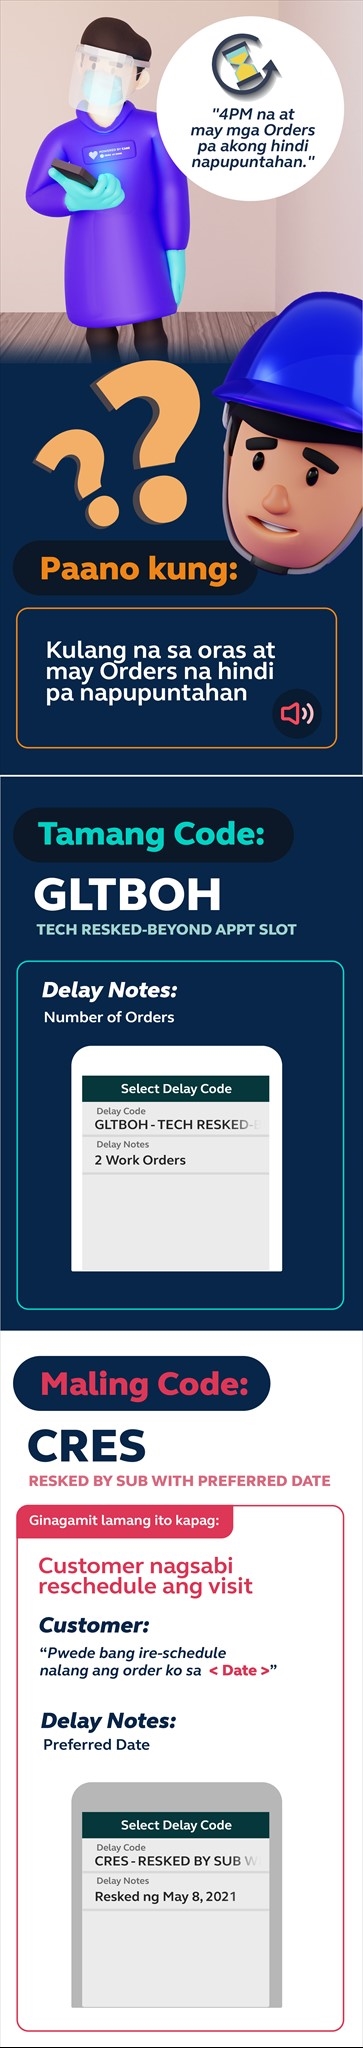 "4PM na at
may mga Orders
pa akong hindi
napupuntahan."
Paano kung:
Kulang na sa oras at
may Orders na hindi
pa napupuntahan
Tamang Code:
GLTBOH
TECH RESKED-BEYOND APPT SLOT
Delay Notes:
Number of Orders
Select Delay Code
Delay Code
GLTBOH - TECH RESKED-B
Delay Notes
2 Work Orders
Maling Code:
CRES
RESKED BY SUB WITH PREFERRED DATE
Ginagamit lamang ito kapag:
Customer nagsabi
reschedule ang visit
Customer:
“Pwede bang ire-schedule
nalang ang order ko sa < Date >”
Delay Notes:
Preferred Date
Select Delay Code
Delay Code
CRES - RESKED BY SUB W
Delay Notes
Resked ng May 8, 2021